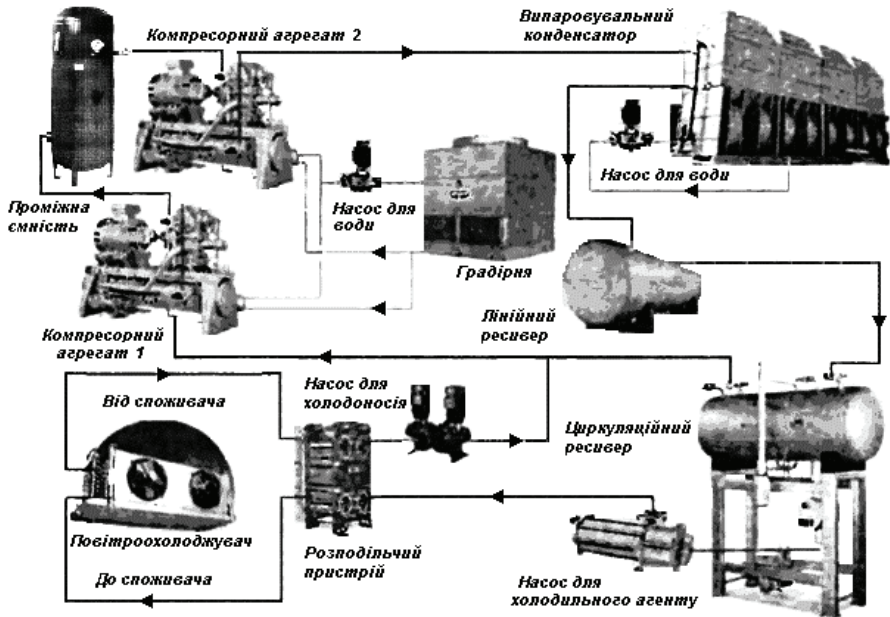 Компресорний агрегат 2
Випаровувальний
конденсатор
Проміжна
ємність
Насос для
води
Градірня
Насос для води
Лінійний
ресивер
Компресорний
агрегат 1
Від споживача
Насос для
холодоносія
Циркуляційний
ресивер
Повітроохолоджувач
Розподільчий
пристрій
До споживача
Насос для
холодильного агенту